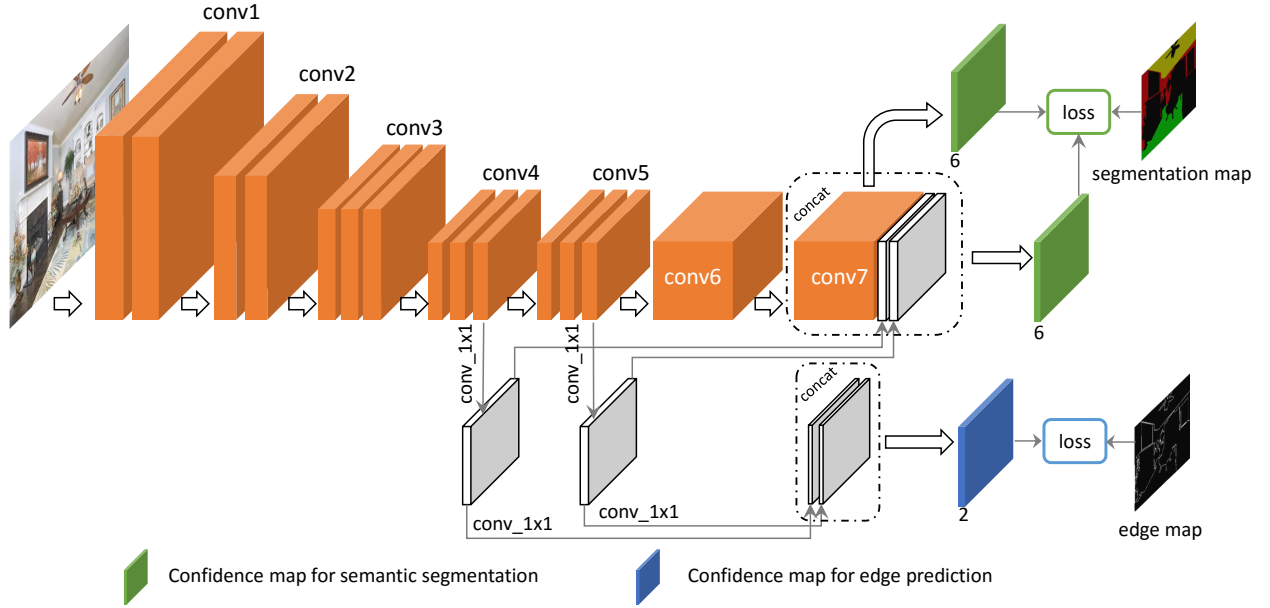 conv1
conv2
conv3
conv4
conv5
conv6
concat
conv7
6
loss
segmentation map
6
conv_1x1
conv_1x1
concat
conv_1x1
conv_1x1
2
loss
edge map
Confidence map for semantic segmentation
Confidence map for edge prediction